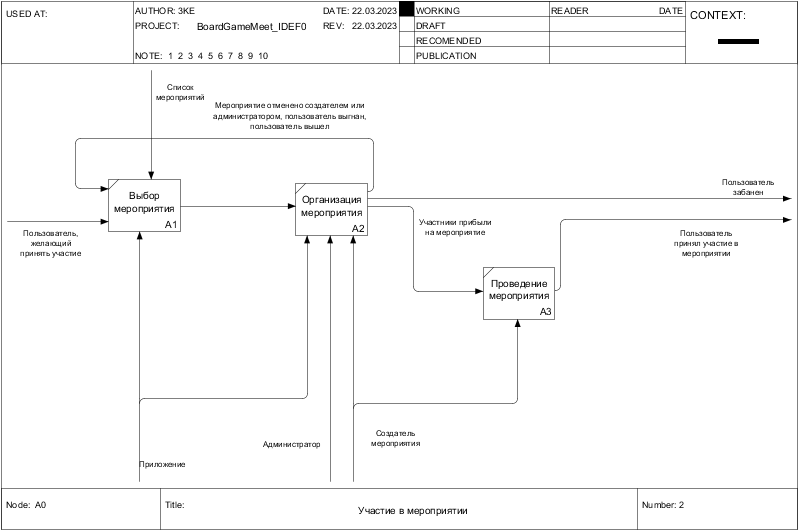 USED AT:
AUTHOR: 3KE
DATE: 22.03.2023
PROJECT: BoardGameMeet_IDEF0
REV: 22.03.2023
NOTE: 1 2 3 4 5 6 7 8 9 10
WORKING
DRAFT
RECOMENDED
PUBLICATION
READER DATE
CONTEXT:
Список
мероприятий
Мероприятие отменено создателем или
администратором, пользователь выгнан,
пользователь вышел
Выбор
мероприятия
A1
Организация
мероприятия
A2
Пользователь
забанен
Пользователь,
желающий
принять участие
Участники прибыли
на мероприятие
Пользователь
принял участие в
мероприятии
Проведение
мероприятия
A3
Администратор
Создатель
мероприятия
Приложение
Node: A0
Title:
Участие в мероприятии
Number: 2